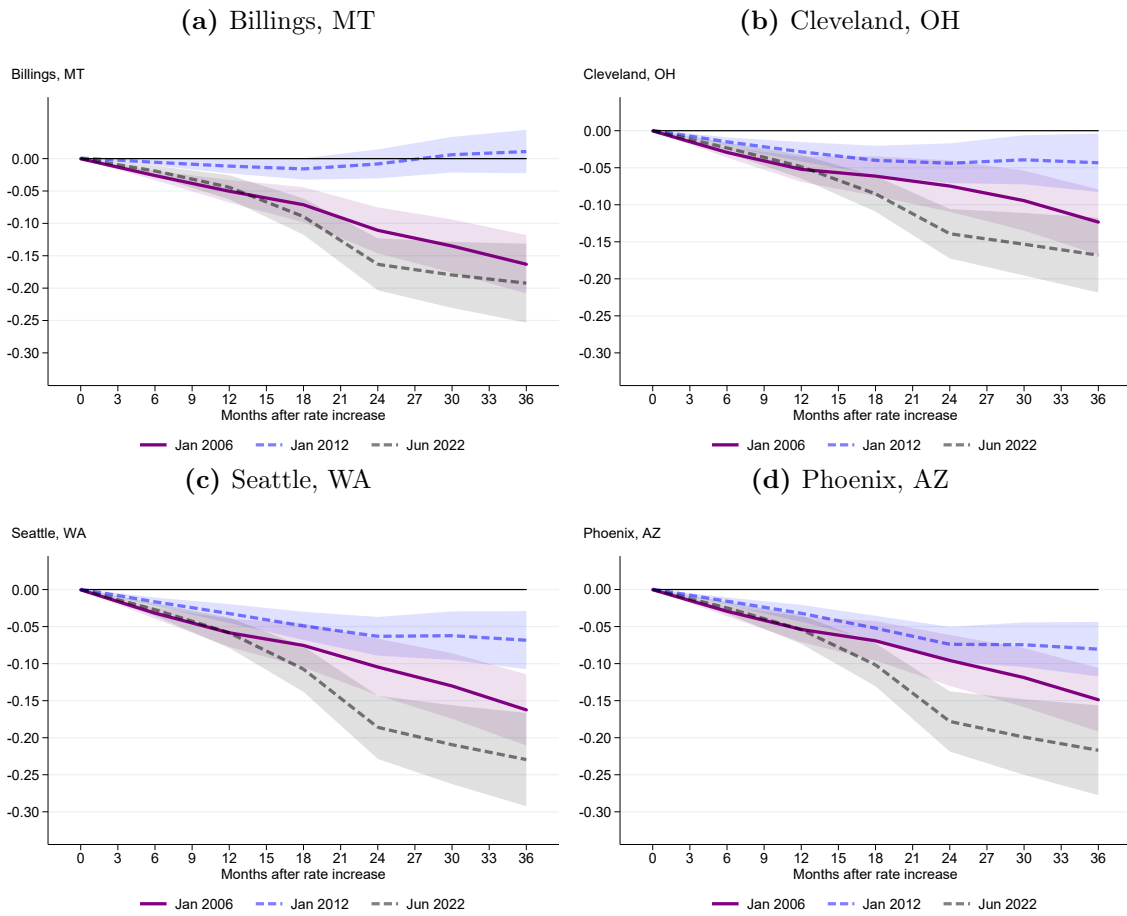 (a) Billings, MT
Billings, MT
0.00
-0.05
-0.10
-0.15
-0.20
-0.25
-0.30
0 3 6 9 12 15 18 21 24 27 30 33 36
Months after rate increase
Jan 2006 Jan 2012 Jun 2022
(b) Cleveland, OH
Cleveland, OH
0.00
-0.05
-0.10
-0.15
-0.20
-0.25
-0.30
0 3 6 9 12 15 18 21 24 27 30 33 36
Months after rate increase
Jan 2006 Jan 2012 Jun 2022
(c) Seattle, WA
Seattle, WA
0.00
-0.05
-0.10
-0.15
-0.20
-0.25
-0.30
0 3 6 9 12 15 18 21 24 27 30 33 36
Months after rate increase
Jan 2006 Jan 2012 Jun 2022
(d) Phoenix, AZ
Phoenix, AZ
0.00
-0.05
-0.10
-0.15
-0.20
-0.25
-0.30
0 3 6 9 12 15 18 21 24 27 30 33 36
Months after rate increase
Jan 2006 Jan 2012 Jun 2022